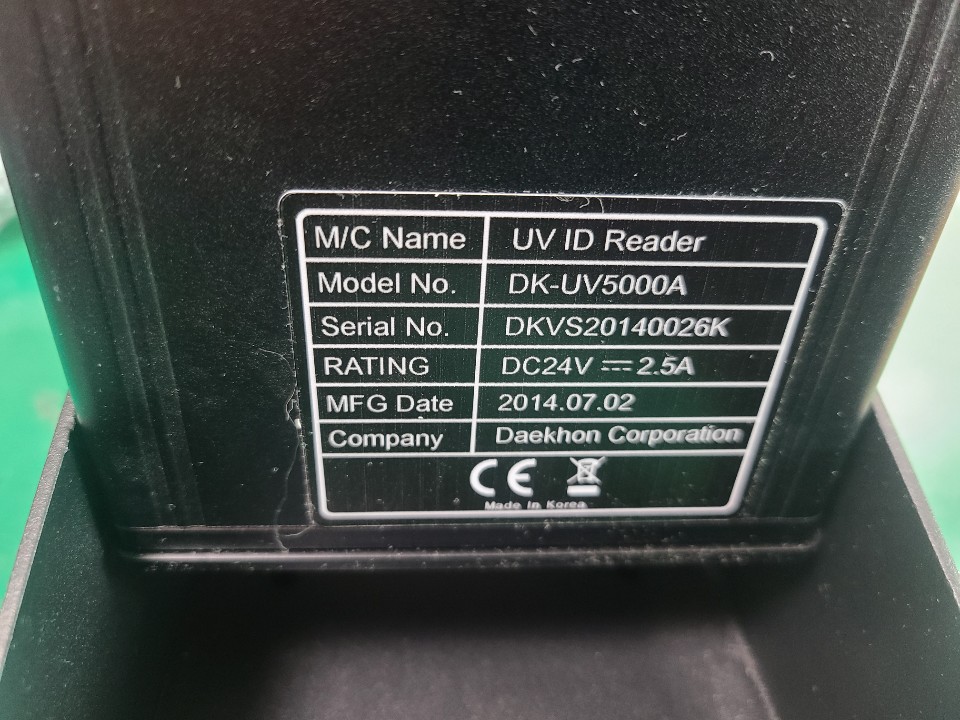 M/C Name UV ID Reader
Model No. DK-UV5000A
Serial No. DKVS20140026K
RATING DC24V ⎓ 2.5A
MFG Date 2014.07.02
Company Daekhon Corporation
CE
Made In Korea